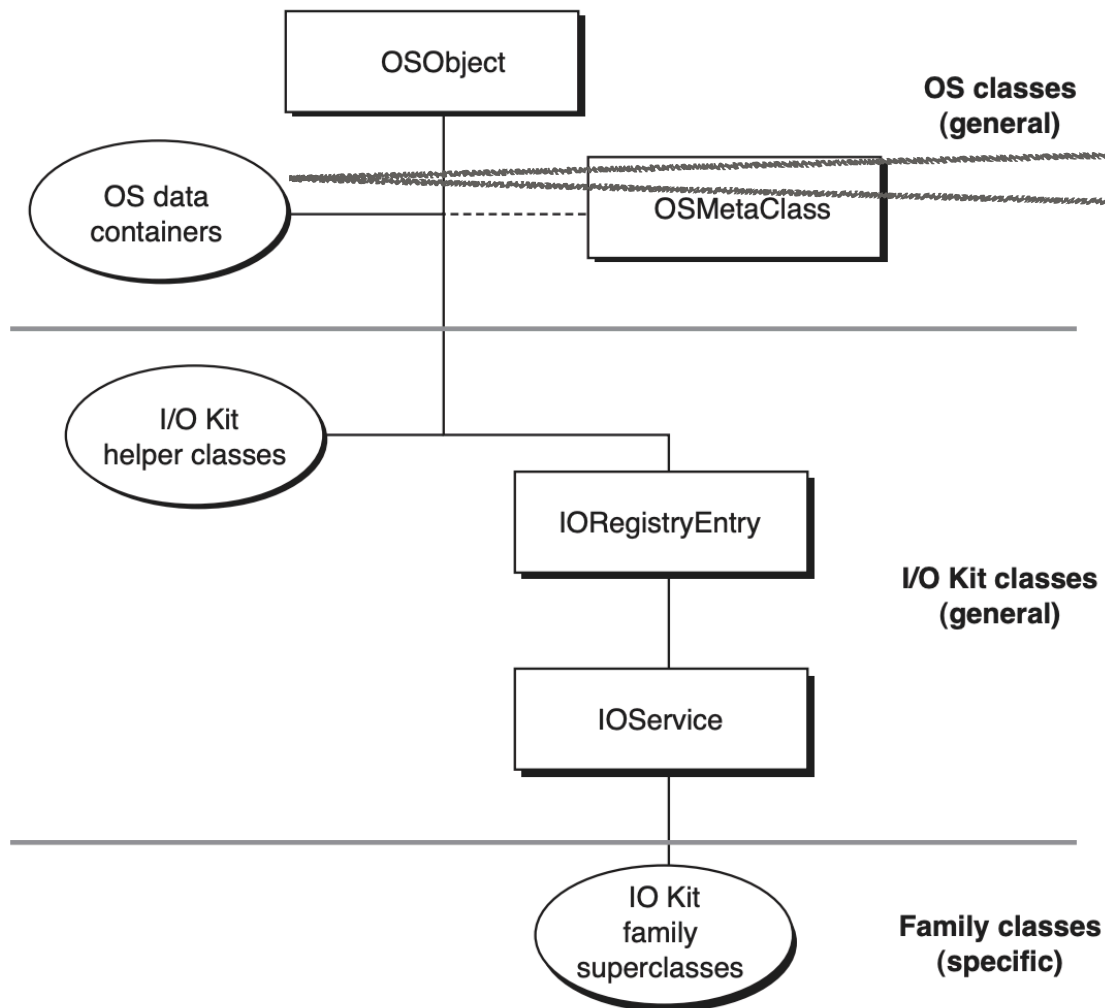 OSObject
OS classes
(general)
OS data
containers
OSMetaClass
I/O Kit
helper classes
IORegistryEntry
I/O Kit classes
(general)
IOService
IO Kit
family
superclasses
Family classes
(specific)